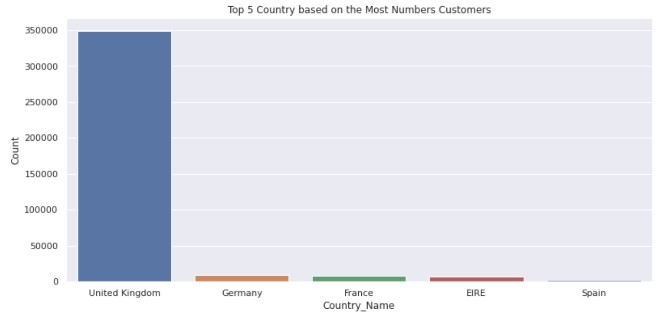 Top 5 Country based on the Most Numbers Customers
350000
300000
250000
200000
150000
100000
50000
0
Count
United Kingdom Germany France EIRE Spain
Country_Name